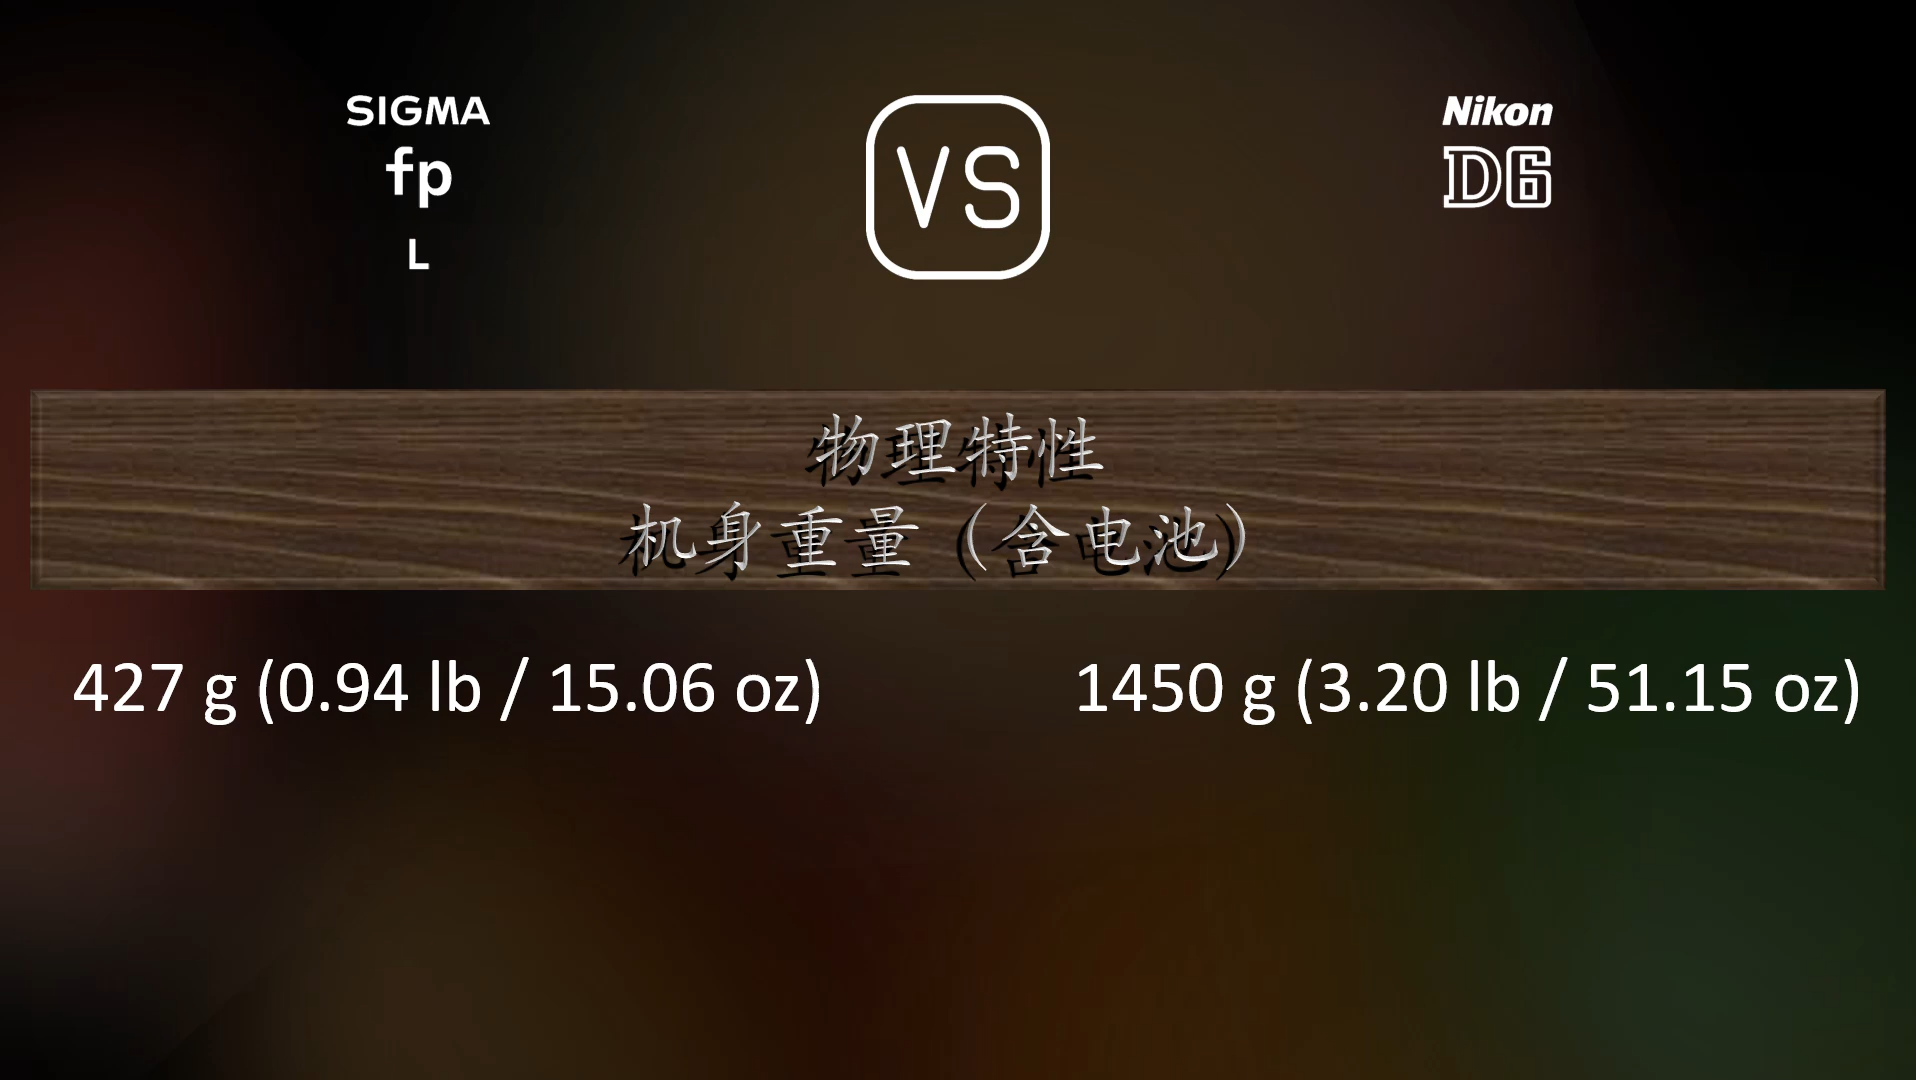 SIGMA
fp
L
VS
Nikon
D6
物理特性
机身重量（含电池）
427 g (0.94 lb / 15.06 oz)
1450 g (3.20 lb / 51.15 oz)